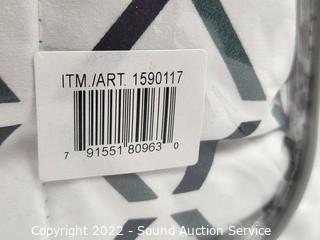 ITM./ART. 1590117
7 91551 80963 0
Copyright 2022 - Sound Auction Service